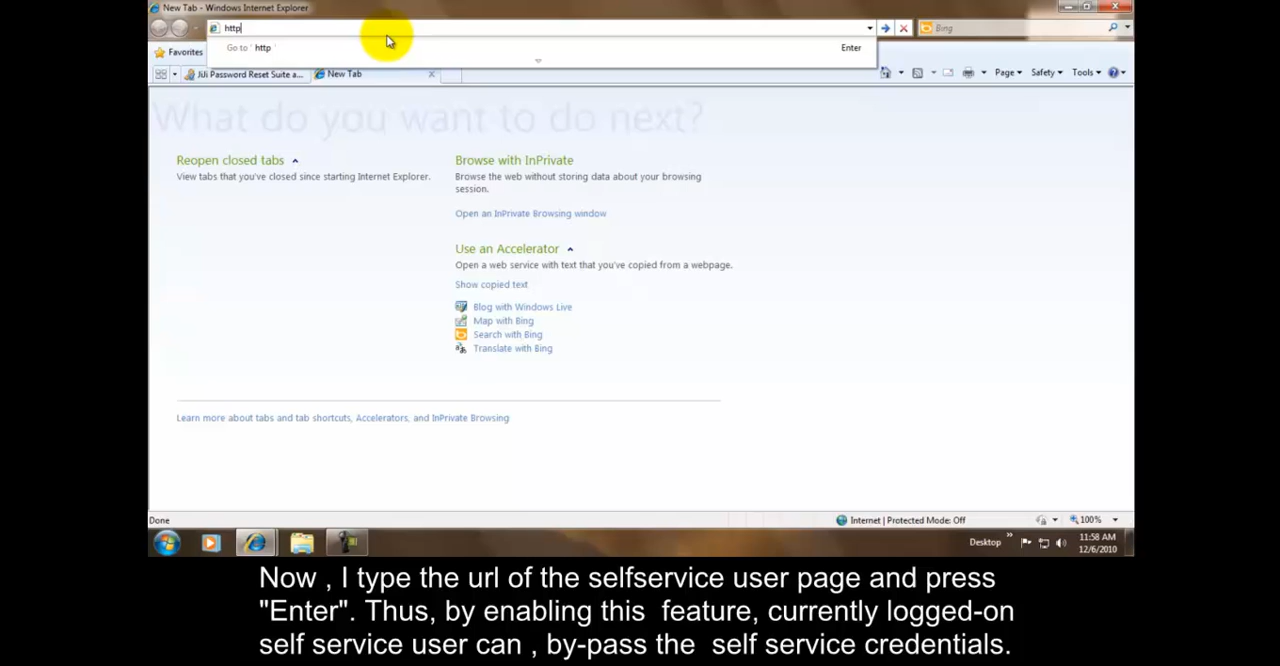 New Tab - Windows Internet Explorer
http
Bing
Go to ' http '
Enter
Favorites
JiJi Password Reset Suite a...
New Tab
Page
Safety
Tools
What do you want to do next?
Reopen closed tabs
View tabs that you've closed since starting Internet Explorer.
Browse with InPrivate
Browse the web without storing data about your browsing
session.
Open an InPrivate Browsing window
Use an Accelerator
Open a web service with text that you've copied from a webpage.
Show copied text
Blog with Windows Live
Map with Bing
Search with Bing
Translate with Bing
Learn more about tabs and tab shortcuts, Accelerators, and InPrivate Browsing
Done
Internet | Protected Mode: Off
100%
Desktop
11:58 AM
12/6/2010
Now , I type the url of the selfservice user page and press
"Enter". Thus, by enabling this feature, currently logged-on
self service user can , by-pass the self service credentials.